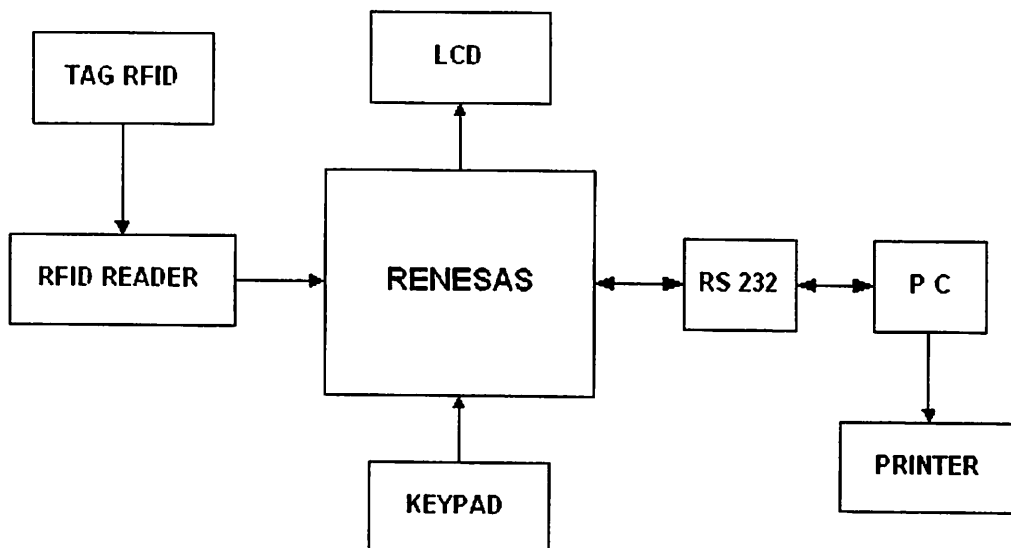 LCD
TAG RFID
RFID READER
RENESAS
RS 232
P C
KEYPAD
PRINTER